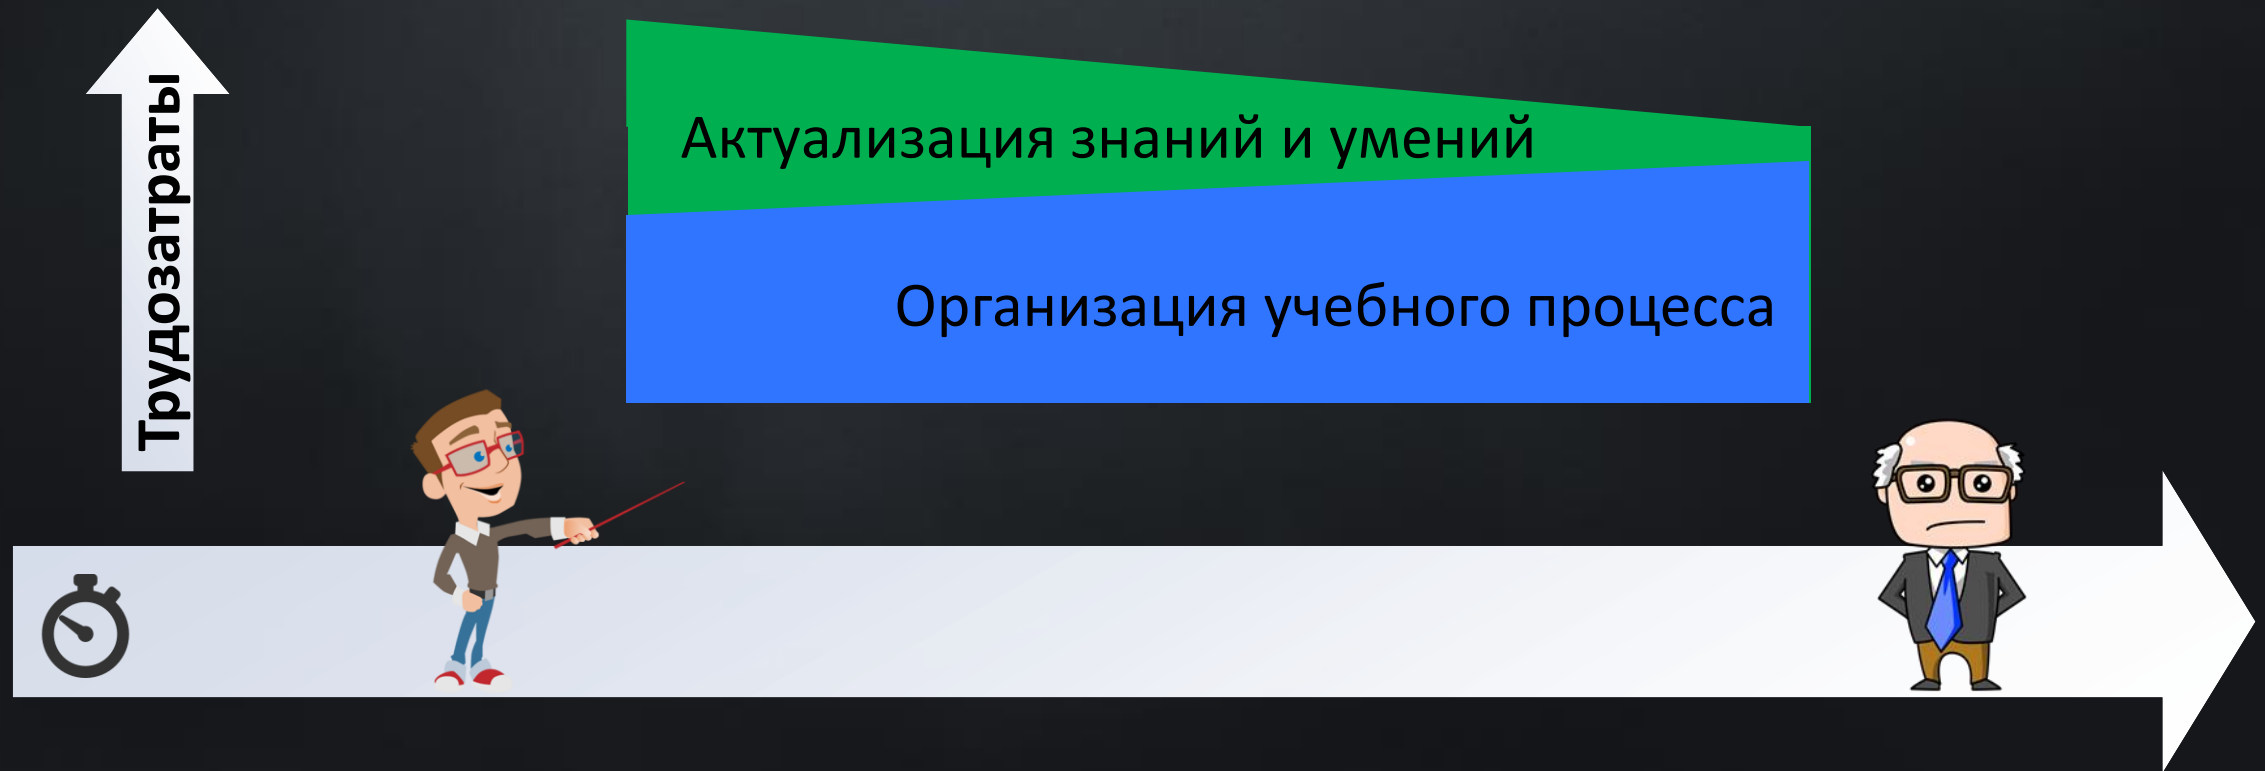 Трудозатраты
Актуализация знаний и умений
Организация учебного процесса